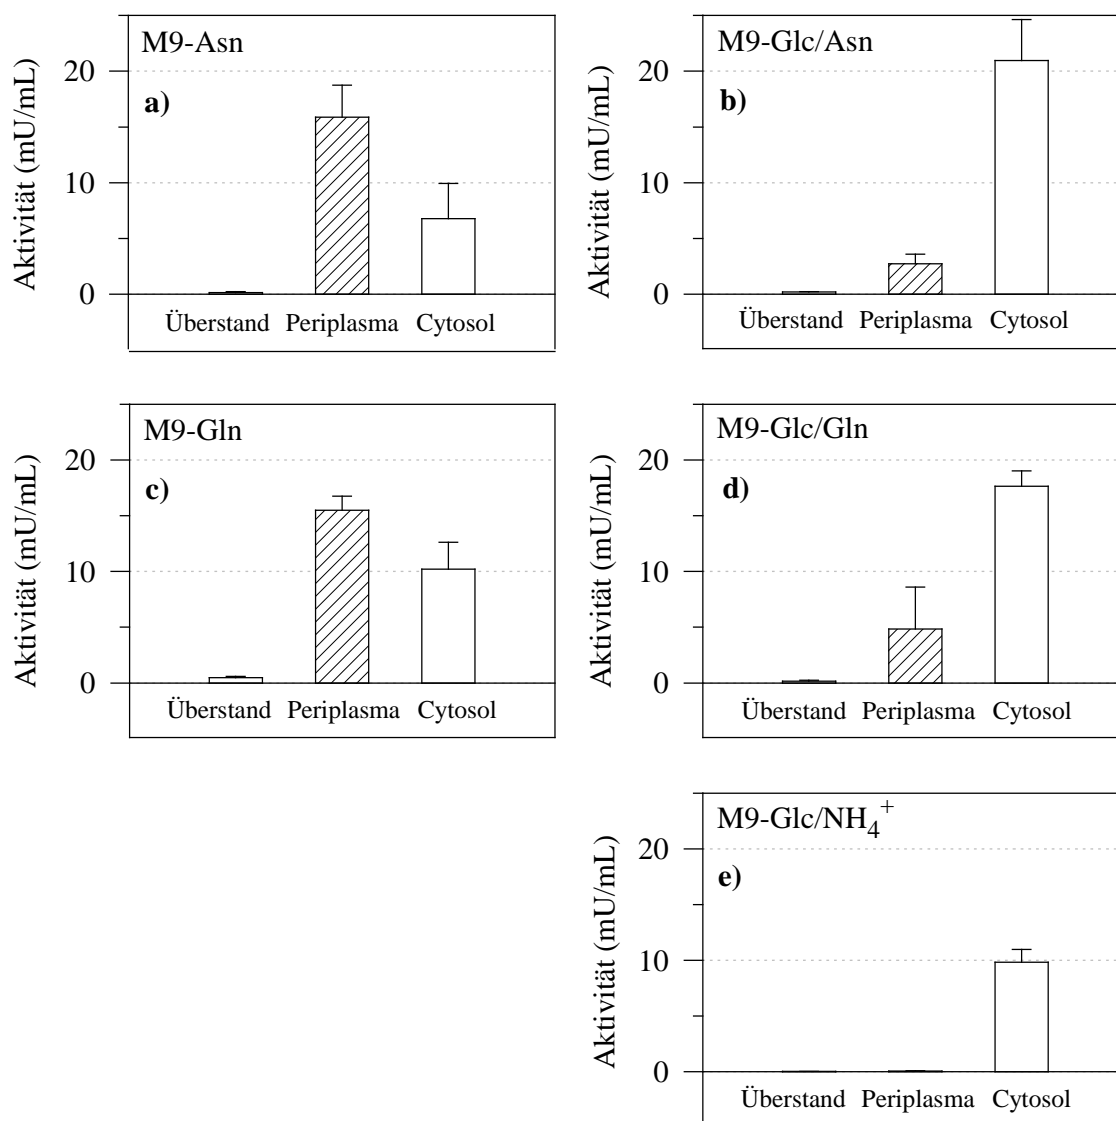 M9-Asn
a)
Aktivität (mU/mL)
20
10
0
Überstand Periplasma Cytosol
M9-Glc/Asn
b)
Aktivität (mU/mL)
20
10
0
Überstand Periplasma Cytosol
M9-Gln
c)
Aktivität (mU/mL)
20
10
0
Überstand Periplasma Cytosol
M9-Glc/Gln
d)
Aktivität (mU/mL)
20
10
0
Überstand Periplasma Cytosol
M9-Glc/NH₄⁺
e)
Aktivität (mU/mL)
20
10
0
Überstand Periplasma Cytosol